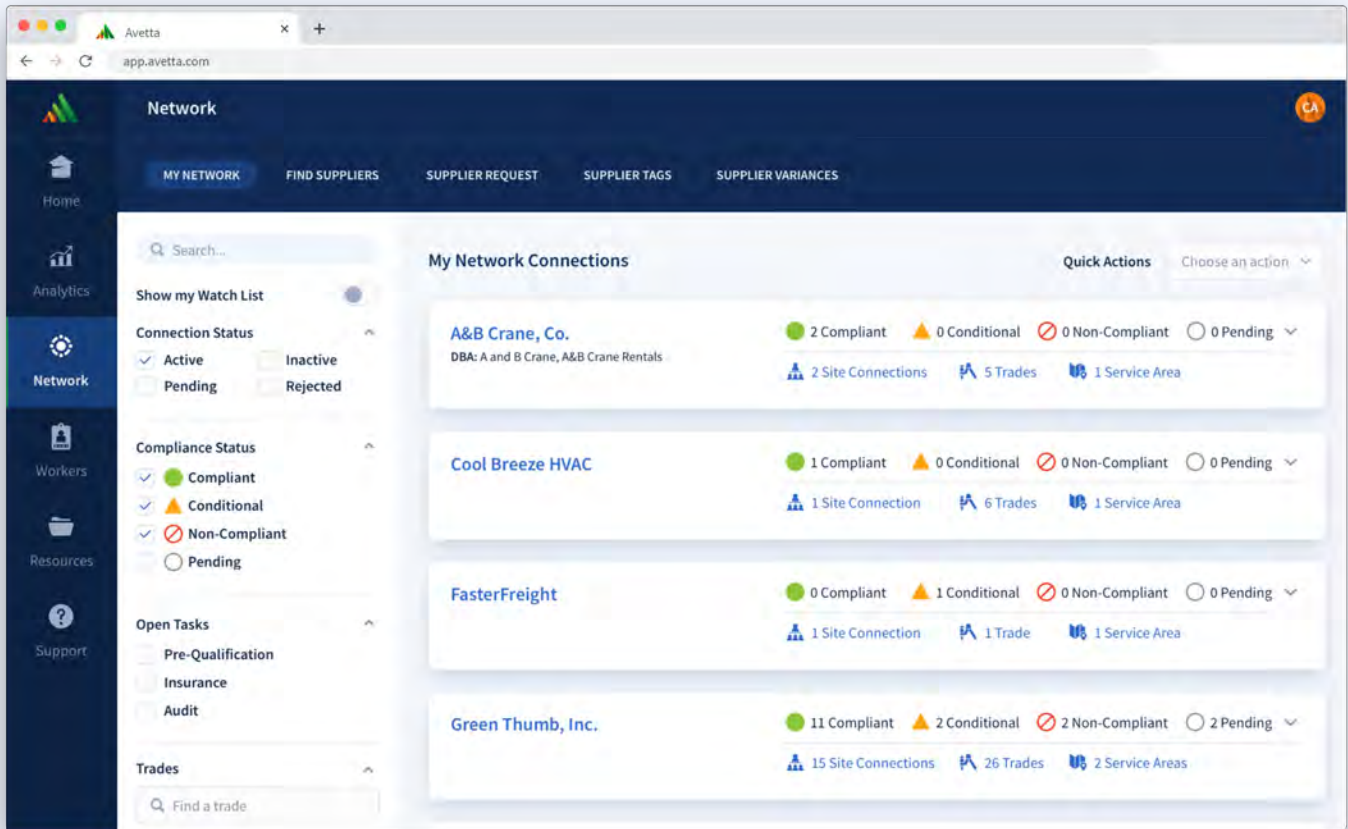 Avetta × +
app.avetta.com
Network
CA
MY NETWORK FIND SUPPLIERS SUPPLIER REQUEST SUPPLIER TAGS SUPPLIER VARIANCES
Home
Analytics
Network
Workers
Resources
Support
Search...
Show my Watch List
Connection Status
Active Inactive
Pending Rejected
Compliance Status
Compliant
Conditional
Non-Compliant
Pending
Open Tasks
Pre-Qualification
Insurance
Audit
Trades
Find a trade
My Network Connections Quick Actions Choose an action
A&B Crane, Co. 2 Compliant 0 Conditional 0 Non-Compliant 0 Pending
DBA: A and B Crane, A&B Crane Rentals
2 Site Connections 5 Trades 1 Service Area
Cool Breeze HVAC 1 Compliant 0 Conditional 0 Non-Compliant 0 Pending
1 Site Connection 6 Trades 1 Service Area
FasterFreight 0 Compliant 1 Conditional 0 Non-Compliant 0 Pending
1 Site Connection 1 Trade 1 Service Area
Green Thumb, Inc. 11 Compliant 2 Conditional 2 Non-Compliant 2 Pending
15 Site Connections 26 Trades 2 Service Areas